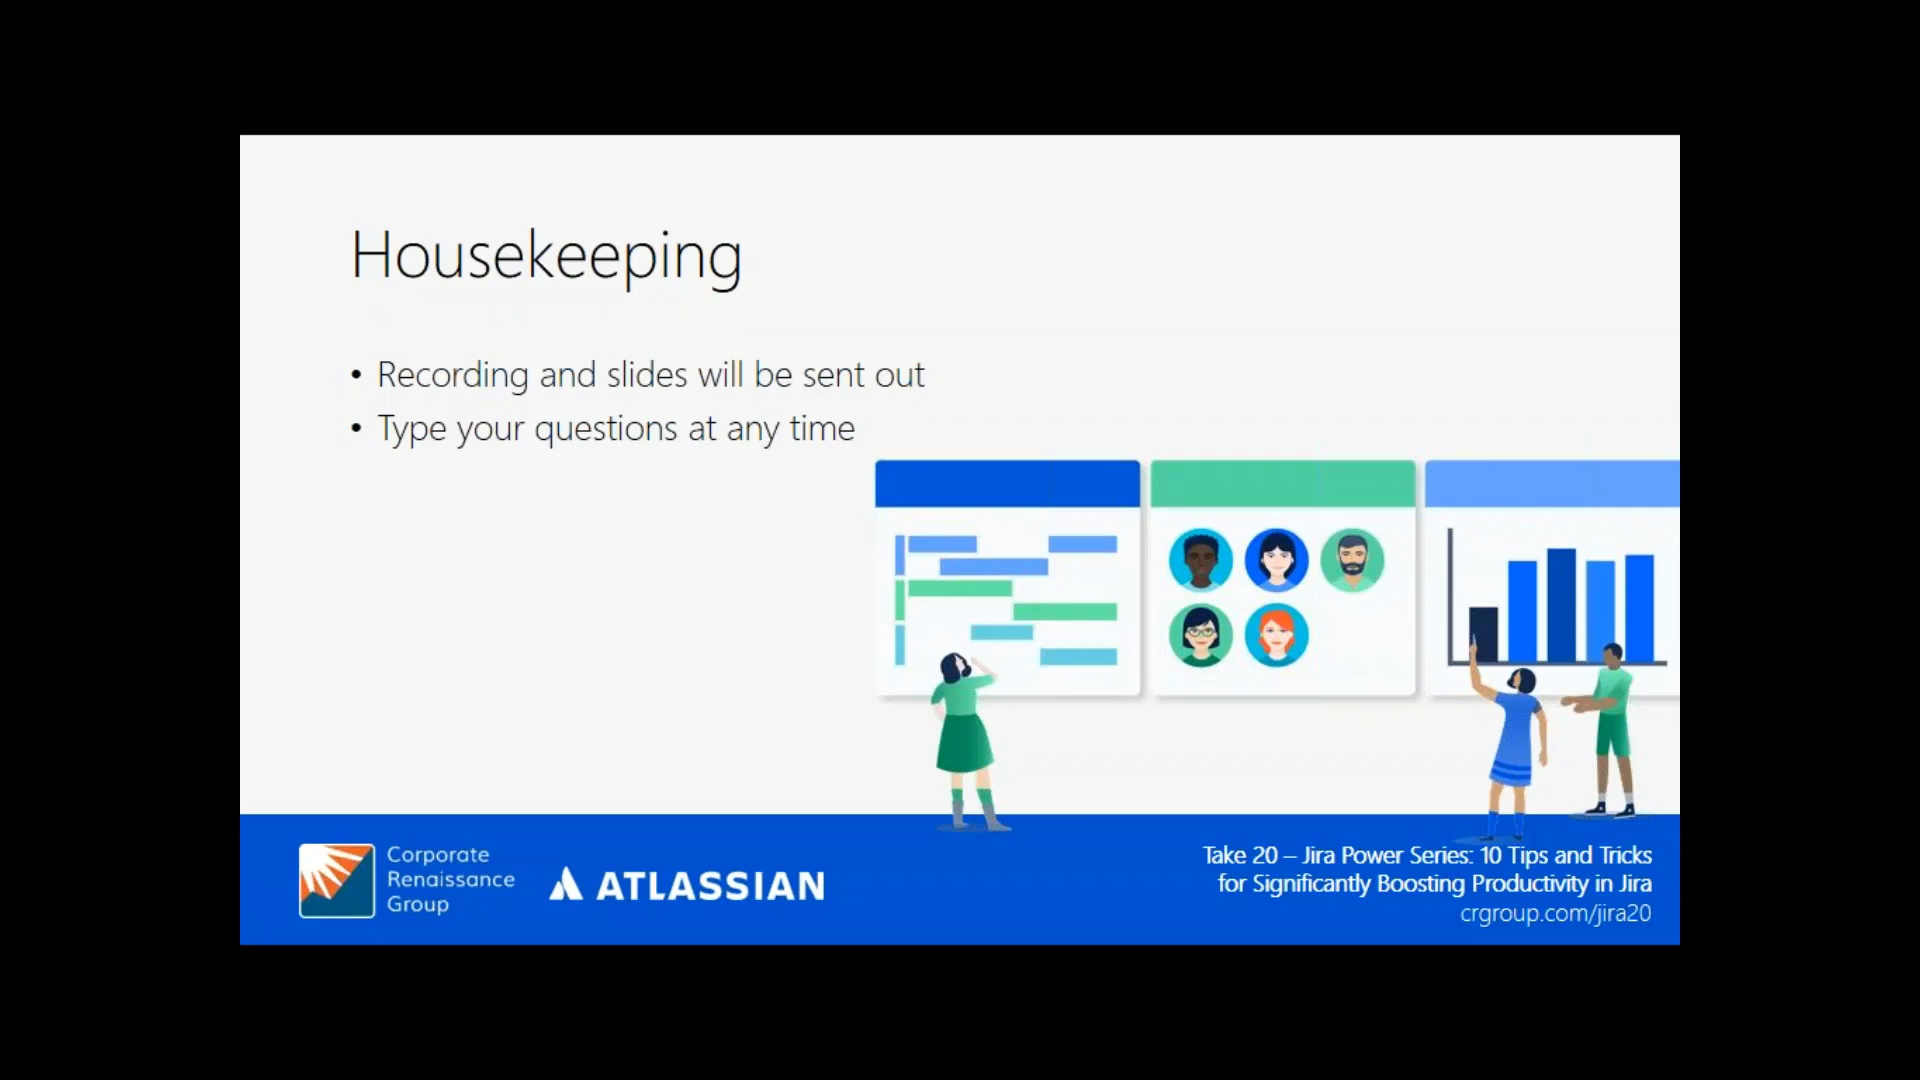 Housekeeping
• Recording and slides will be sent out
• Type your questions at any time
Corporate
Renaissance
Group
ATLASSIAN
Take 20 – Jira Power Series: 10 Tips and Tricks
for Significantly Boosting Productivity in Jira
crgroup.com/jira20